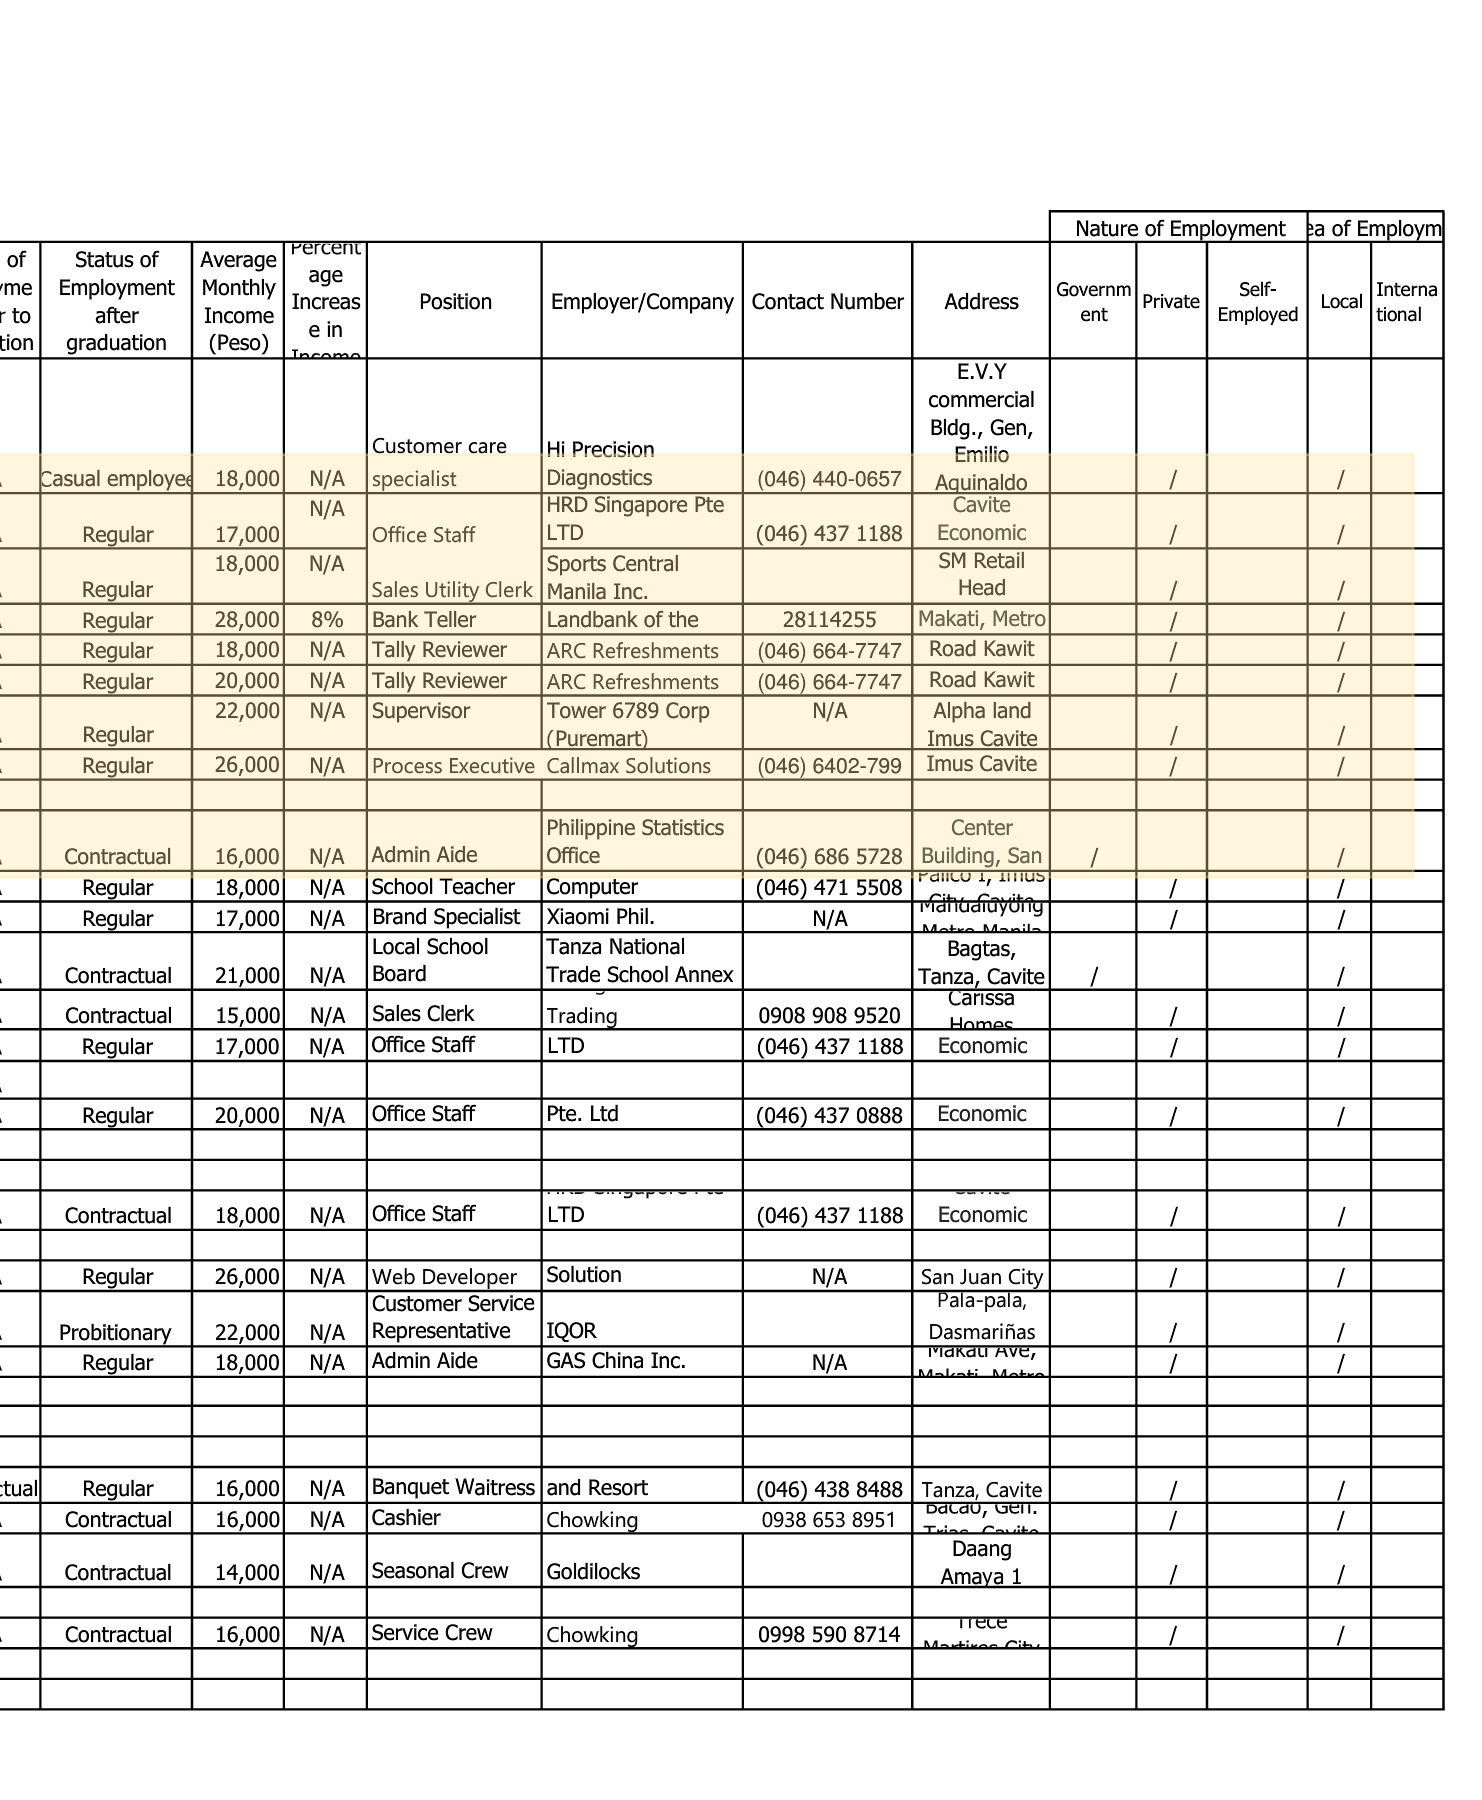 Nature of Employment ea of Employm
of
yme
r to
tion
Status of
Employment
after
graduation
Average
Monthly
Income
(Peso)
Percent
age
Increas
e in
Income
Position
Employer/Company
Contact Number
Address
Governm
ent
Private
Self-
Employed
Local
Interna
tional
E.V.Y
commercial
Bldg., Gen,
Emilio
Aguinaldo
Customer care
specialist
Hi Precision
Diagnostics
Casual employee 18,000 N/A (046) 440-0657 / /
Regular 17,000 N/A Office Staff
HRD Singapore Pte
LTD
(046) 437 1188
Cavite
Economic
/ /
Regular 18,000 N/A Sales Utility Clerk
Sports Central
Manila Inc.
SM Retail
Head
/ /
Regular 28,000 8% Bank Teller Landbank of the 28114255 Makati, Metro / /
Regular 18,000 N/A Tally Reviewer ARC Refreshments (046) 664-7747 Road Kawit / /
Regular 20,000 N/A Tally Reviewer ARC Refreshments (046) 664-7747 Road Kawit / /
Regular 22,000 N/A Supervisor
Tower 6789 Corp
(Puremart)
N/A
Alpha land
Imus Cavite
/ /
Regular 26,000 N/A Process Executive Callmax Solutions (046) 6402-799 Imus Cavite / /
Contractual 16,000 N/A Admin Aide
Philippine Statistics
Office
(046) 686 5728
Center
Building, San
/ /
Regular 18,000 N/A School Teacher Computer (046) 471 5508
Palico 1, Imus
City, Cavite
/ /
Regular 17,000 N/A Brand Specialist Xiaomi Phil. N/A
Mandaluyong
Metro Manila
/ /
Contractual 21,000 N/A
Local School
Board
Tanza National
Trade School Annex
Bagtas,
Tanza, Cavite
/ /
Contractual 15,000 N/A Sales Clerk Trading 0908 908 9520
Carissa
Homes
/ /
Regular 17,000 N/A Office Staff LTD (046) 437 1188 Economic / /
Regular 20,000 N/A Office Staff Pte. Ltd (046) 437 0888 Economic / /
Contractual 18,000 N/A Office Staff
HRD Singapore Pte
LTD
(046) 437 1188
Cavite
Economic
/ /
Regular 26,000 N/A Web Developer Solution N/A San Juan City / /
Probitionary 22,000 N/A
Customer Service
Representative
IQOR
Pala-pala,
Dasmariñas
/ /
Regular 18,000 N/A Admin Aide GAS China Inc. N/A
Makati Ave,
Makati, Metro
/ /
ctual Regular 16,000 N/A Banquet Waitress and Resort (046) 438 8488 Tanza, Cavite / /
Contractual 16,000 N/A Cashier Chowking 0938 653 8951
Bacao, Gen.
Trias, Cavite
/ /
Contractual 14,000 N/A Seasonal Crew Goldilocks
Daang
Amaya 1
/ /
Contractual 16,000 N/A Service Crew Chowking 0998 590 8714
Trece
Martires City
/ /